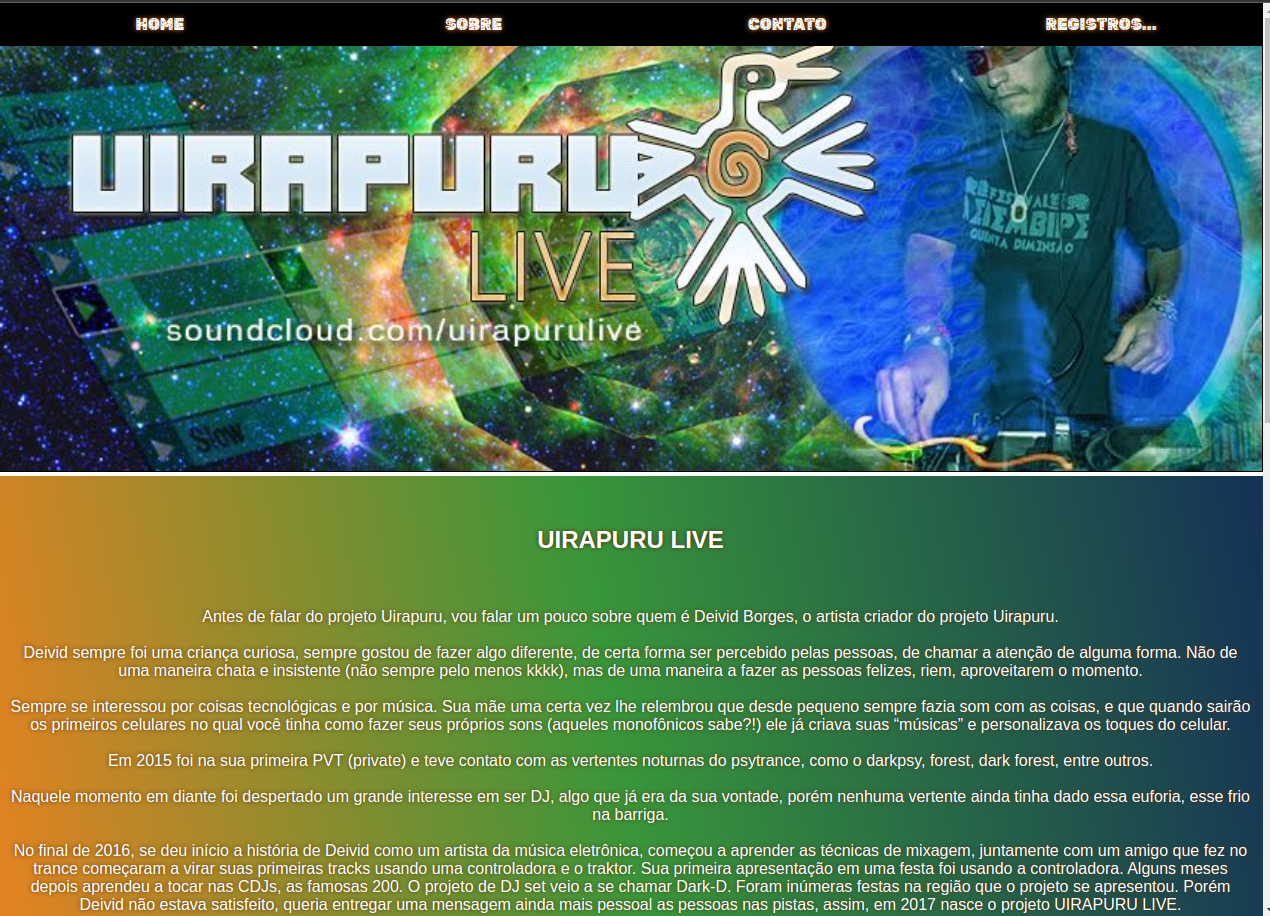 HOME SOBRE CONTATO REGISTROS...
Slow
UIRAPURU
LIVE
soundcloud.com/uirapurulive
FESTIVAL
QUINTA DIMENSÃO
Slow
UIRAPURU LIVE
Antes de falar do projeto Uirapuru, vou falar um pouco sobre quem é Deivid Borges, o artista criador do projeto Uirapuru.
Deivid sempre foi uma criança curiosa, sempre gostou de fazer algo diferente, de certa forma ser percebido pelas pessoas, de chamar a atenção de alguma forma. Não de
uma maneira chata e insistente (não sempre pelo menos kkkk), mas de uma maneira a fazer as pessoas felizes, riem, aproveitarem o momento.
Sempre se interessou por coisas tecnológicas e por música. Sua mãe uma certa vez lhe relembrou que desde pequeno sempre fazia som com as coisas, e que quando sairão
os primeiros celulares no qual você tinha como fazer seus próprios sons (aqueles monofônicos sabe?!) ele já criava suas “músicas” e personalizava os toques do celular.
Em 2015 foi na sua primeira PVT (private) e teve contato com as vertentes noturnas do psytrance, como o darkpsy, forest, dark forest, entre outros.
Naquele momento em diante foi despertado um grande interesse em ser DJ, algo que já era da sua vontade, porém nenhuma vertente ainda tinha dado essa euforia, esse frio
na barriga.
No final de 2016, se deu início a história de Deivid como um artista da música eletrônica, começou a aprender as técnicas de mixagem, juntamente com um amigo que fez no
trance começaram a virar suas primeiras tracks usando uma controladora e o traktor. Sua primeira apresentação em uma festa foi usando a controladora. Alguns meses
depois aprendeu a tocar nas CDJs, as famosas 200. O projeto de DJ set veio a se chamar Dark-D. Foram inúmeras festas na região que o projeto se apresentou. Porém
Deivid não estava satisfeito, queria entregar uma mensagem ainda mais pessoal as pessoas nas pistas, assim, em 2017 nasce o projeto UIRAPURU LIVE.